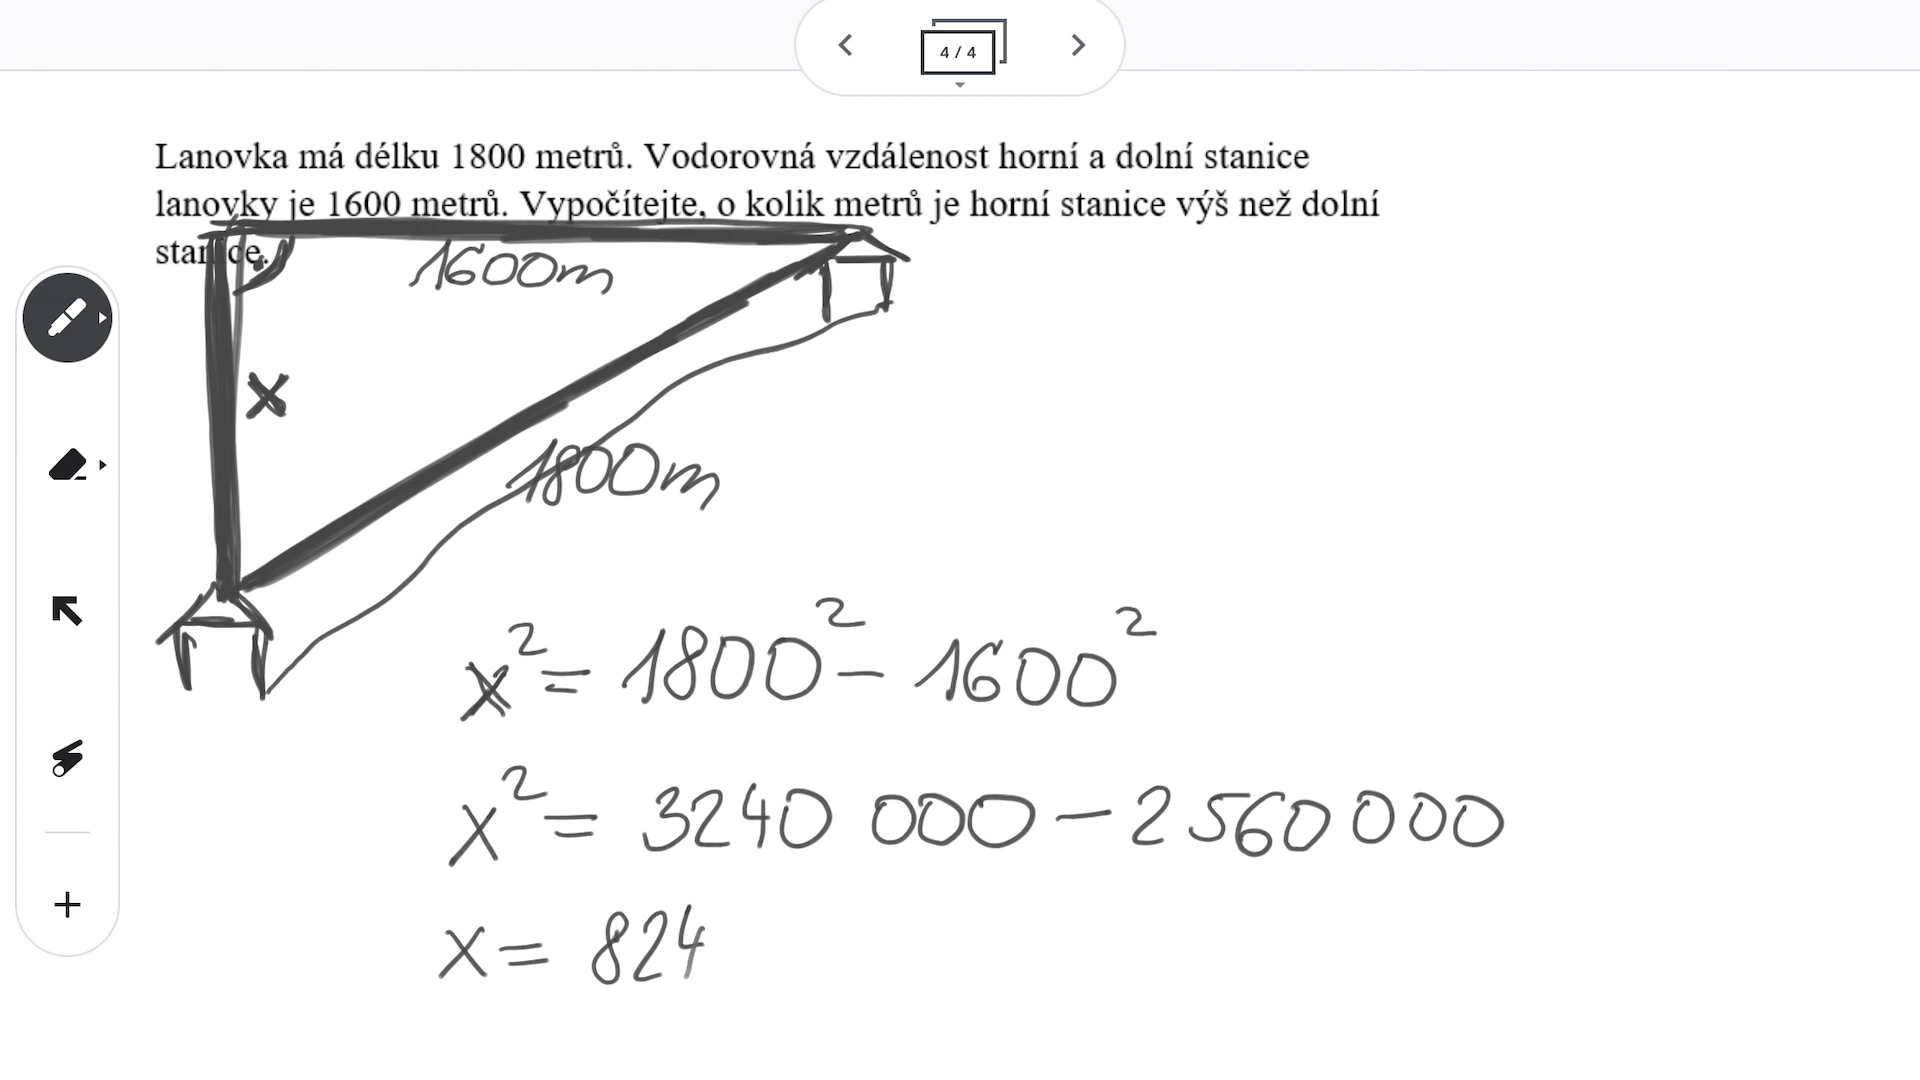 4 / 4
Lanovka má délku 1800 metrů. Vodorovná vzdálenost horní a dolní stanice
lanovky je 1600 metrů. Vypočítejte, o kolik metrů je horní stanice výš než dolní
stanice.
1600m
x
1800m
x² = 1800² - 1600²
x² = 3240 000 - 2 560 000
x = 824